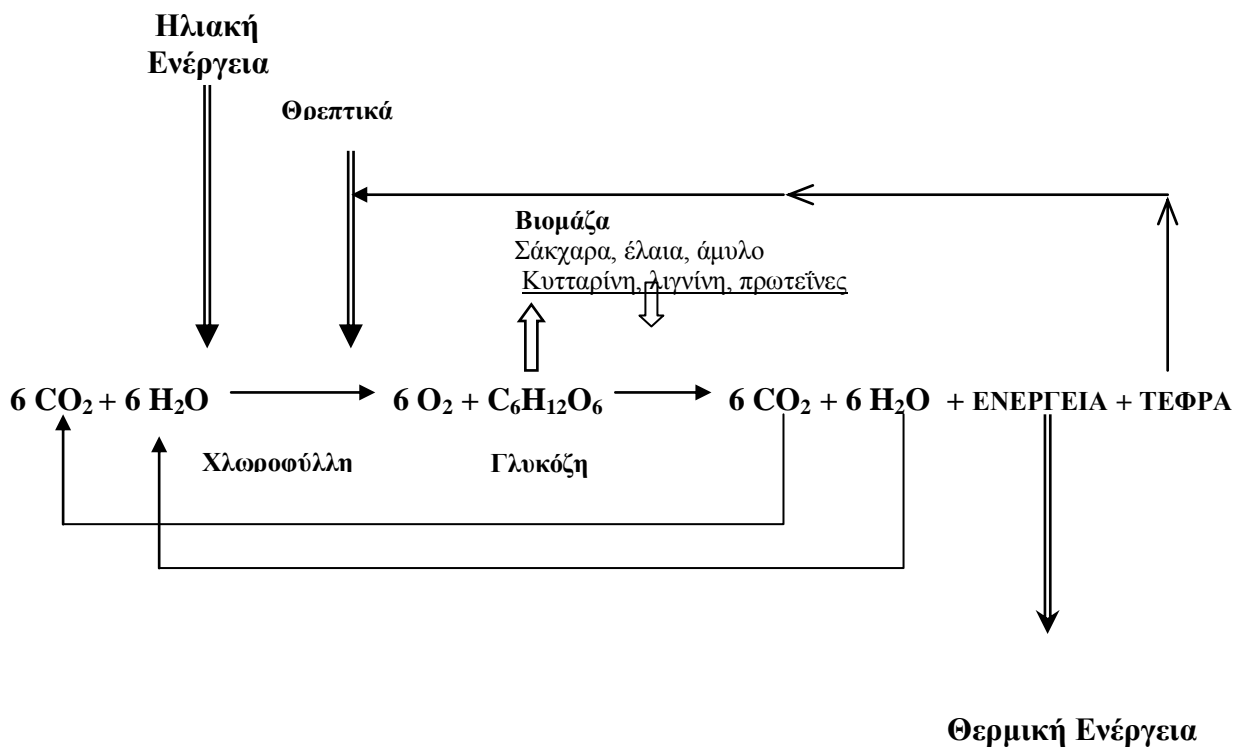 Ηλιακή
Ενέργεια
Θρεπτικά
Βιομάζα
Σάκχαρα, έλαια, άμυλο
Κυτταρίνη, λιγνίνη, πρωτεΐνες
6 CO₂ + 6 H₂O 6 O₂ + C₆H₁₂O₆ 6 CO₂ + 6 H₂O + ΕΝΕΡΓΕΙΑ + ΤΕΦΡΑ
Χλωροφύλλη Γλυκόζη
Θερμική Ενέργεια